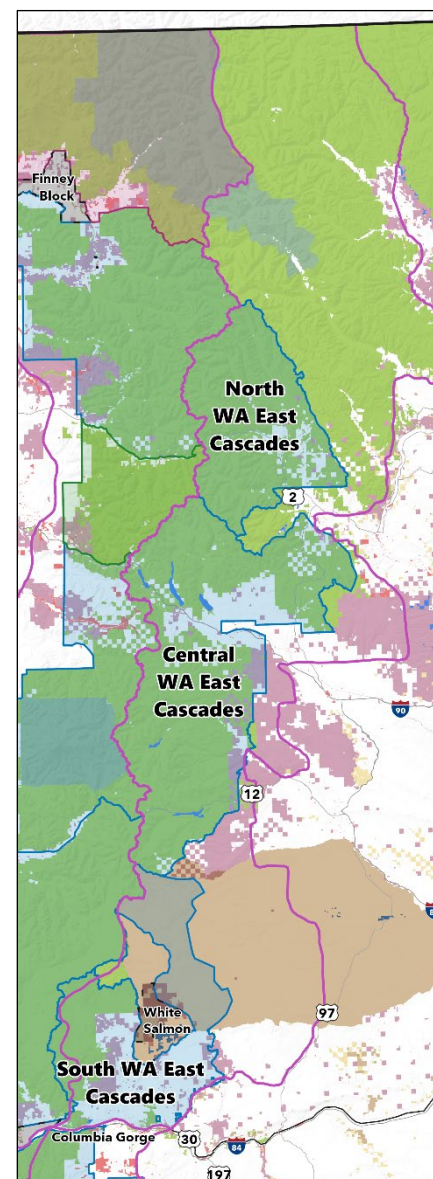 Finney
Block
North
WA East
Cascades
2
Central
WA East
Cascades
90
12
White
Salmon
97
South WA East
Cascades
Columbia Gorge
30
84
197